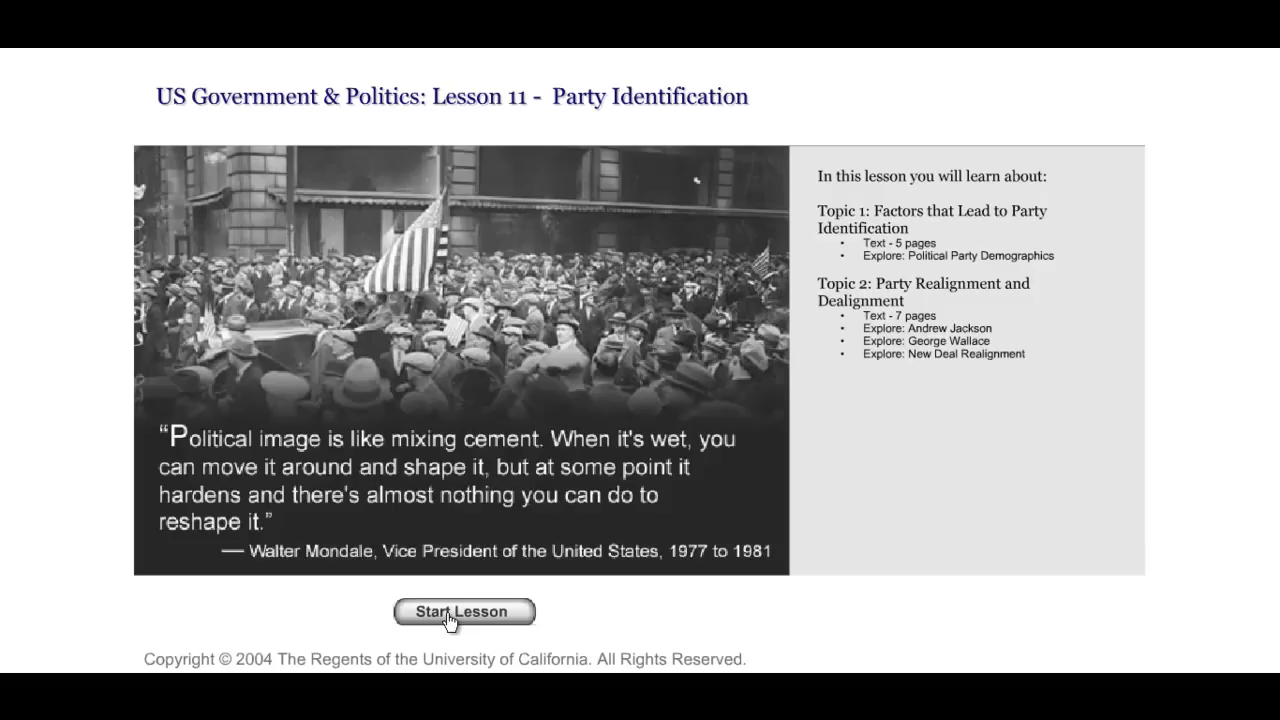 US Government & Politics: Lesson 11 - Party Identification
In this lesson you will learn about:
Topic 1: Factors that Lead to Party
Identification
• Text - 5 pages
• Explore: Political Party Demographics
Topic 2: Party Realignment and
Dealignment
• Text - 7 pages
• Explore: Andrew Jackson
• Explore: George Wallace
• Explore: New Deal Realignment
“Political image is like mixing cement. When it's wet, you
can move it around and shape it, but at some point it
hardens and there's almost nothing you can do to
reshape it.”
— Walter Mondale, Vice President of the United States, 1977 to 1981
Start Lesson
Copyright © 2004 The Regents of the University of California. All Rights Reserved.